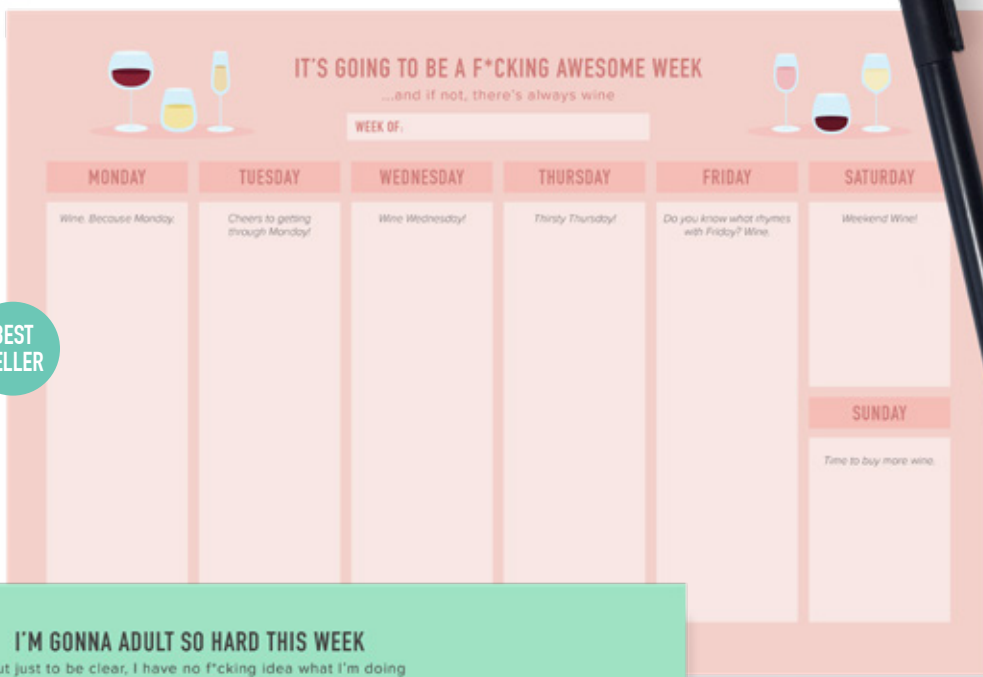 IT'S GOING TO BE A F*CKING AWESOME WEEK
...and if not, there's always wine
WEEK OF:
MONDAY
TUESDAY
WEDNESDAY
THURSDAY
FRIDAY
SATURDAY
Wine. Because Monday.
Cheers to getting
through Monday!
Wine Wednesday!
Thirsty Thursday!
Do you know what rhymes
with Friday? Wine.
Weekend Wine!
SUNDAY
Time to buy more wine.
I'M GONNA ADULT SO HARD THIS WEEK
just to be clear, I have no f*cking idea what I'm doing